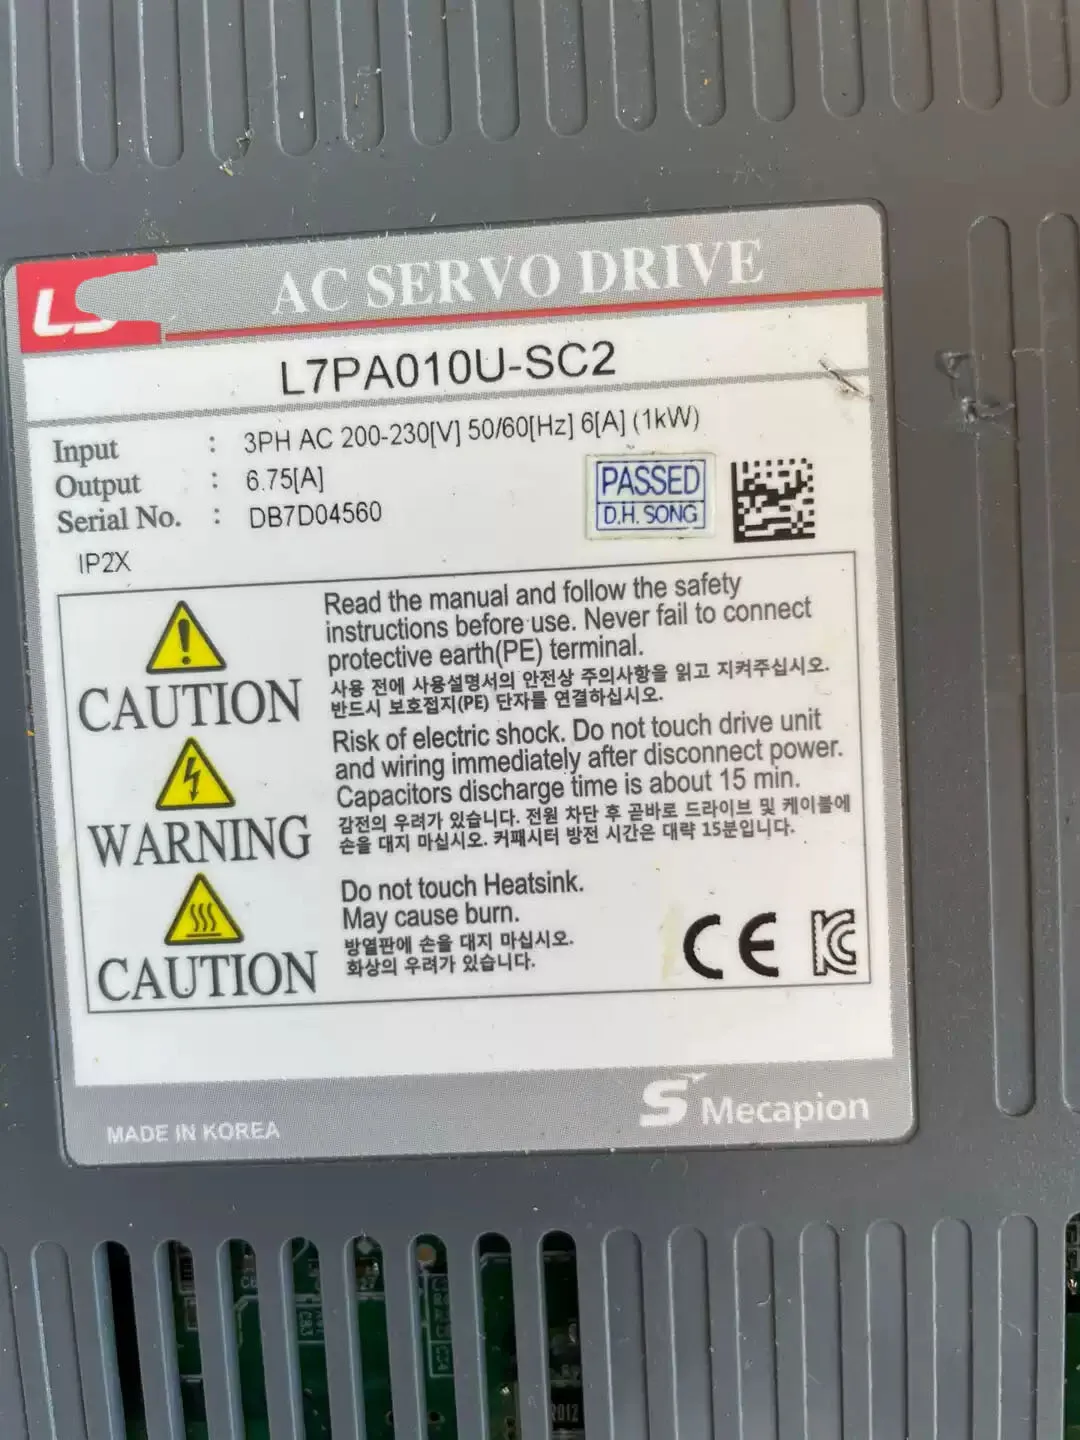 LS
AC SERVO DRIVE
L7PA010U-SC2
Input : 3PH AC 200-230[V] 50/60[Hz] 6[A] (1kW)
Output : 6.75[A]
Serial No. : DB7D04560
PASSED
D.H. SONG
IP2X
CAUTION
Read the manual and follow the safety
instructions before use. Never fail to connect
protective earth(PE) terminal.
사용 전에 사용설명서의 안전상 주의사항을 읽고 지켜주십시오.
반드시 보호접지(PE) 단자를 연결하십시오.
WARNING
Risk of electric shock. Do not touch drive unit
and wiring immediately after disconnect power.
Capacitors discharge time is about 15 min.
감전의 우려가 있습니다. 전원 차단 후 곧바로 드라이브 및 케이블에
손을 대지 마십시오. 커패시터 방전 시간은 대략 15분입니다.
CAUTION
Do not touch Heatsink.
May cause burn.
방열판에 손을 대지 마십시오.
화상의 우려가 있습니다.
CE
MADE IN KOREA
Mecapion
C34
2012